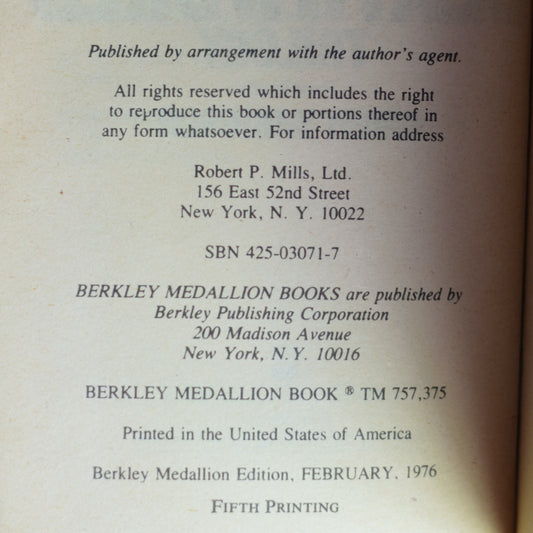 Published by arrangement with the author's agent.
All rights reserved which includes the right
to reproduce this book or portions thereof in
any form whatsoever. For information address
Robert P. Mills, Ltd.
156 East 52nd Street
New York, N. Y. 10022
SBN 425-03071-7
BERKLEY MEDALLION BOOKS are published by
Berkley Publishing Corporation
200 Madison Avenue
New York, N.Y. 10016
BERKLEY MEDALLION BOOK ® TM 757,375
Printed in the United States of America
Berkley Medallion Edition, FEBRUARY, 1976
FIFTH PRINTING